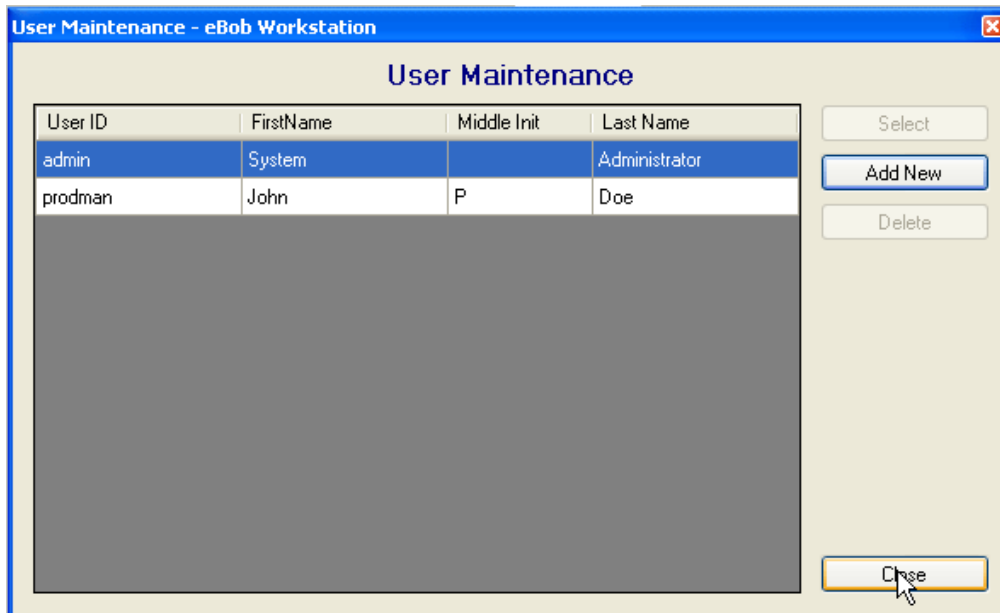 User Maintenance - eBob Workstation
User Maintenance
User ID FirstName Middle Init Last Name
admin System Administrator
prodman John P Doe
Select
Add New
Delete
Close